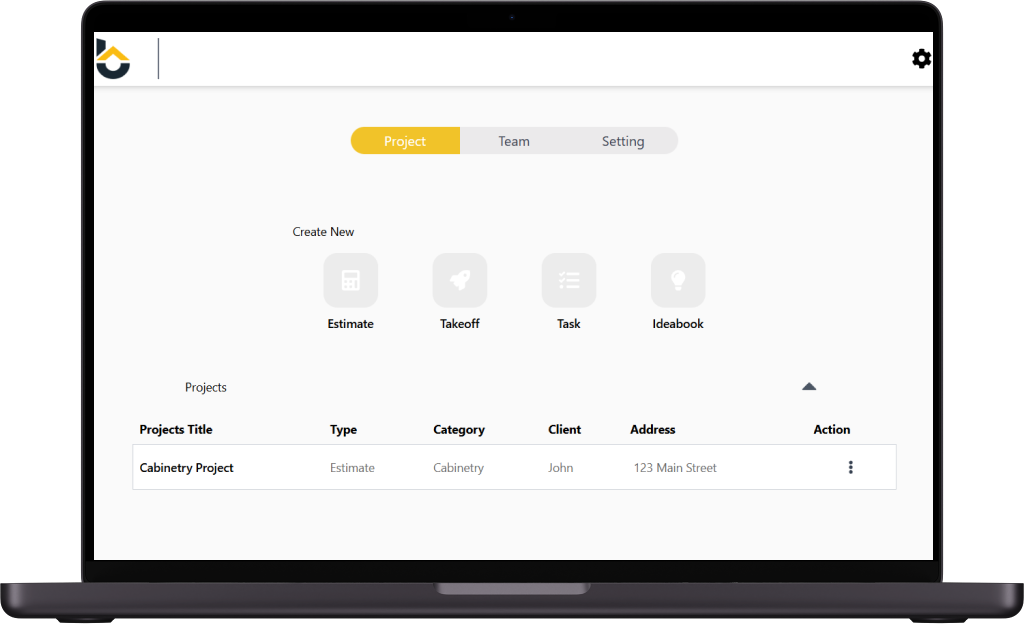 Project Team Setting
Create New
Estimate Takeoff Task Ideabook
Projects
Projects Title Type Category Client Address Action
Cabinetry Project Estimate Cabinetry John 123 Main Street